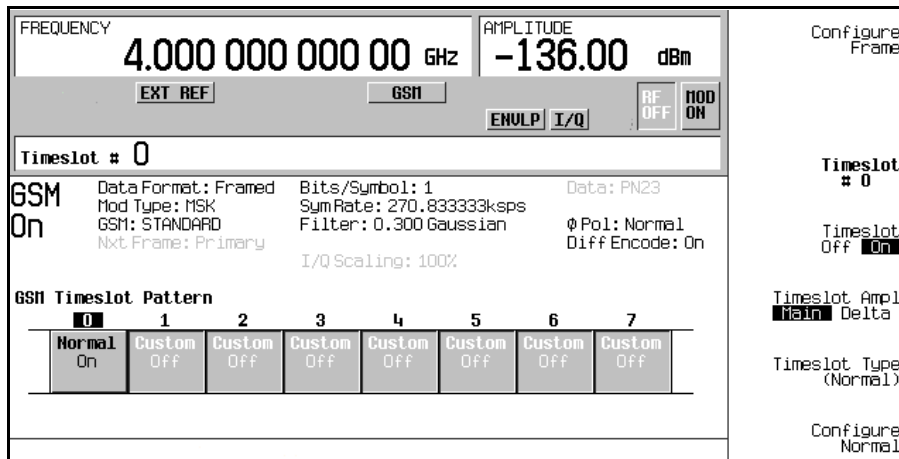 FREQUENCY
4.000 000 000 00 GHz
AMPLITUDE
-136.00 dBm
EXT REF
GSM
ENVLP I/Q
RF OFF
MOD ON
Timeslot # 0
GSM On
Data Format: Framed
Mod Type: MSK
GSM: STANDARD
Nxt Frame: Primary
Bits/Symbol: 1
Sym Rate: 270.833333ksps
Filter: 0.300 Gaussian
I/Q Scaling: 100%
Data: PN23
φ Pol: Normal
Diff Encode: On
GSM Timeslot Pattern
0 1 2 3 4 5 6 7
Normal Custom Custom Custom Custom Custom Custom Custom
On Off Off Off Off Off Off Off
Configure
Frame
Timeslot
# 0
Timeslot
Off On
Timeslot Ampl
Main Delta
Timeslot Type
(Normal)
Configure
Normal